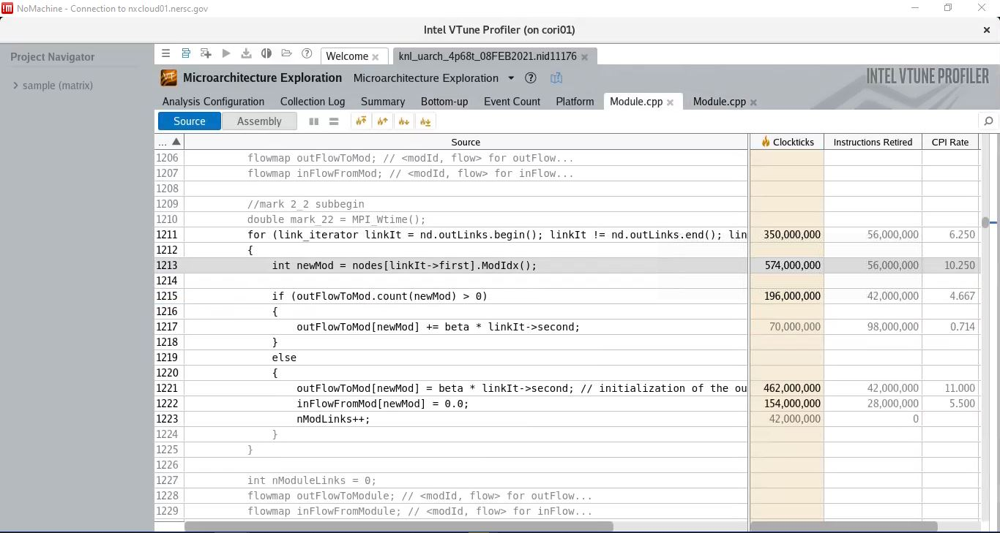 NoMachine - Connection to nxcloud01.nersc.gov
Intel VTune Profiler (on cori01)
Project Navigator
sample (matrix)
Welcome knl_uarch_4p68t_08FEB2021.nid11176
Microarchitecture Exploration Microarchitecture Exploration
INTEL VTUNE PROFILER
Analysis Configuration Collection Log Summary Bottom-up Event Count Platform Module.cpp Module.cpp
Source Assembly
... Source Clockticks Instructions Retired CPI Rate
1206 flowmap outFlowToMod; // <modId, flow> for outFlow...
1207 flowmap inFlowFromMod; // <modId, flow> for inFlow...
1208
1209 //mark 2_2 subbegin
1210 double mark_22 = MPI_Wtime();
1211 for (link_iterator linkIt = nd.outLinks.begin(); linkIt != nd.outLinks.end(); lin 350,000,000 56,000,000 6.250
1212 {
1213 int newMod = nodes[linkIt->first].ModIdx(); 574,000,000 56,000,000 10.250
1214
1215 if (outFlowToMod.count(newMod) > 0) 196,000,000 42,000,000 4.667
1216 {
1217 outFlowToMod[newMod] += beta * linkIt->second; 70,000,000 98,000,000 0.714
1218 }
1219 else
1220 {
1221 outFlowToMod[newMod] = beta * linkIt->second; // initialization of the ou 462,000,000 42,000,000 11.000
1222 inFlowFromMod[newMod] = 0.0; 154,000,000 28,000,000 5.500
1223 nModLinks++; 42,000,000 0
1224 }
1225 }
1226
1227 int nModuleLinks = 0;
1228 flowmap outFlowToModule; // <modId, flow> for outFlow...
1229 flowmap inFlowFromModule; // <modId, flow> for inFlow...